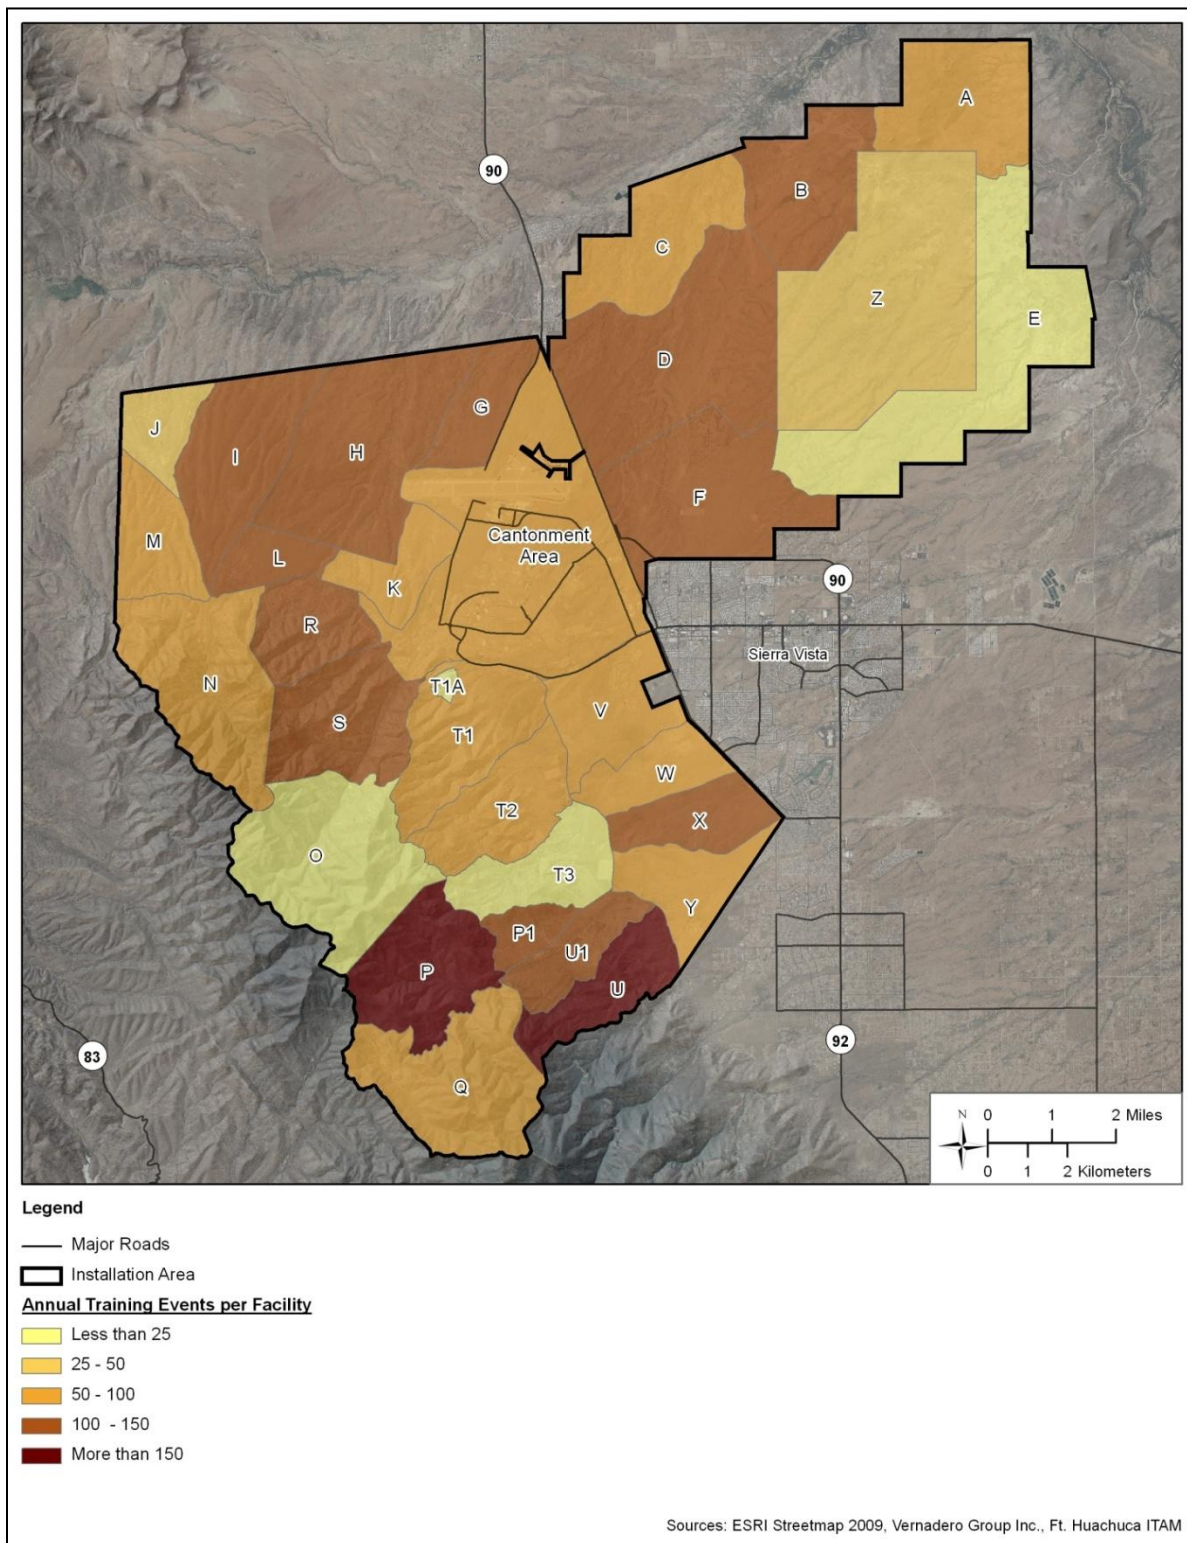 A
90
B
C
Z
E
D
G
J
I
H
F
M
Cantonment
Area
L
90
K
R
Sierra Vista
N
T1A
V
S
T1
W
T2
X
O
T3
Y
P1
U1
P
U
83
92
Q
N
0 1 2 Miles
0 1 2 Kilometers
Legend
Major Roads
Installation Area
Annual Training Events per Facility
Less than 25
25 - 50
50 - 100
100 - 150
More than 150
Sources: ESRI Streetmap 2009, Vernadero Group Inc., Ft. Huachuca ITAM